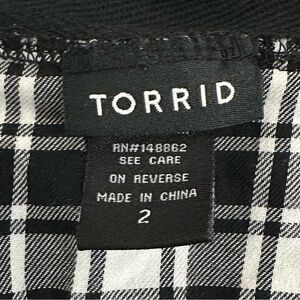 TORRID
RN#148862
SEE CARE
ON REVERSE
MADE IN CHINA
2